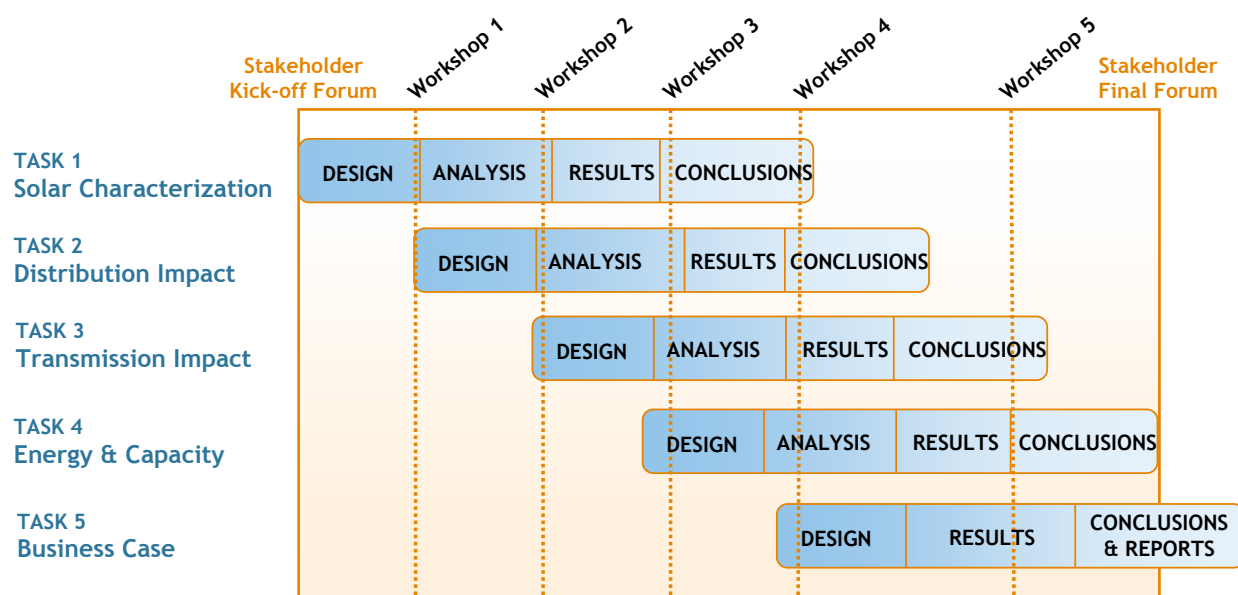 Workshop 1
Workshop 2
Workshop 3
Workshop 4
Workshop 5
Stakeholder
Kick-off Forum
Stakeholder
Final Forum
TASK 1
Solar Characterization
DESIGN
ANALYSIS
RESULTS
CONCLUSIONS
TASK 2
Distribution Impact
DESIGN
ANALYSIS
RESULTS
CONCLUSIONS
TASK 3
Transmission Impact
DESIGN
ANALYSIS
RESULTS
CONCLUSIONS
TASK 4
Energy & Capacity
DESIGN
ANALYSIS
RESULTS
CONCLUSIONS
TASK 5
Business Case
DESIGN
RESULTS
CONCLUSIONS
& REPORTS